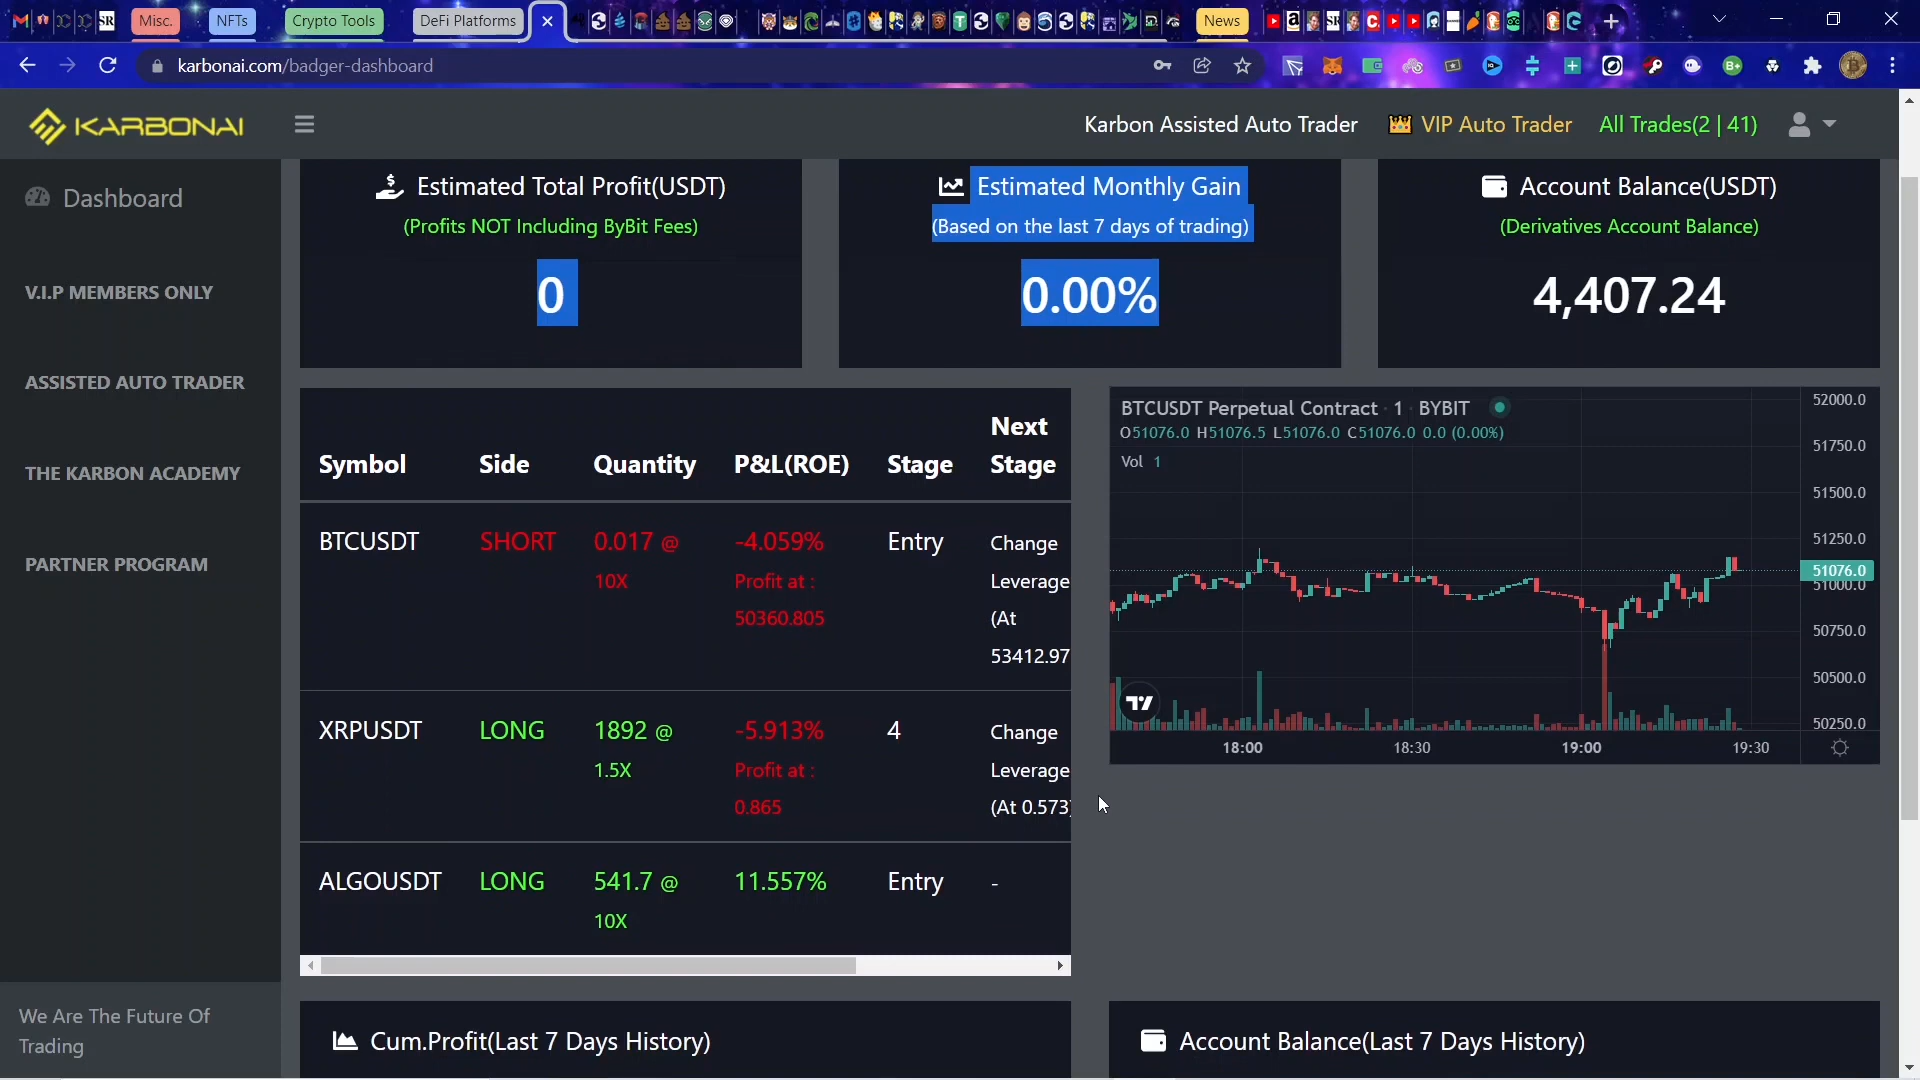 SR
Misc.
NFTs
Crypto Tools
DeFi Platforms
News
karbonai.com/badger-dashboard
KARBONAI
Karbon Assisted Auto Trader
VIP Auto Trader
All Trades(2 | 41)
Dashboard
V.I.P MEMBERS ONLY
ASSISTED AUTO TRADER
THE KARBON ACADEMY
PARTNER PROGRAM
We Are The Future Of
Trading
Estimated Total Profit(USDT)
(Profits NOT Including ByBit Fees)
0
Estimated Monthly Gain
(Based on the last 7 days of trading)
0.00%
Account Balance(USDT)
(Derivatives Account Balance)
4,407.24
Symbol Side Quantity P&L(ROE) Stage Next
Stage
BTCUSDT SHORT 0.017 @ -4.059% Entry Change
10X Profit at : Leverage
50360.805 (At
53412.97
XRPUSDT LONG 1892 @ -5.913% 4 Change
1.5X Profit at : Leverage
0.865 (At 0.573)
ALGOUSDT LONG 541.7 @ 11.557% Entry -
10X
BTCUSDT Perpetual Contract · 1 · BYBIT
O51076.0 H51076.5 L51076.0 C51076.0 0.0 (0.00%)
Vol 1
52000.0
51750.0
51500.0
51250.0
51076.0
51000.0
50750.0
50500.0
50250.0
18:00 18:30 19:00 19:30
Cum.Profit(Last 7 Days History)
Account Balance(Last 7 Days History)